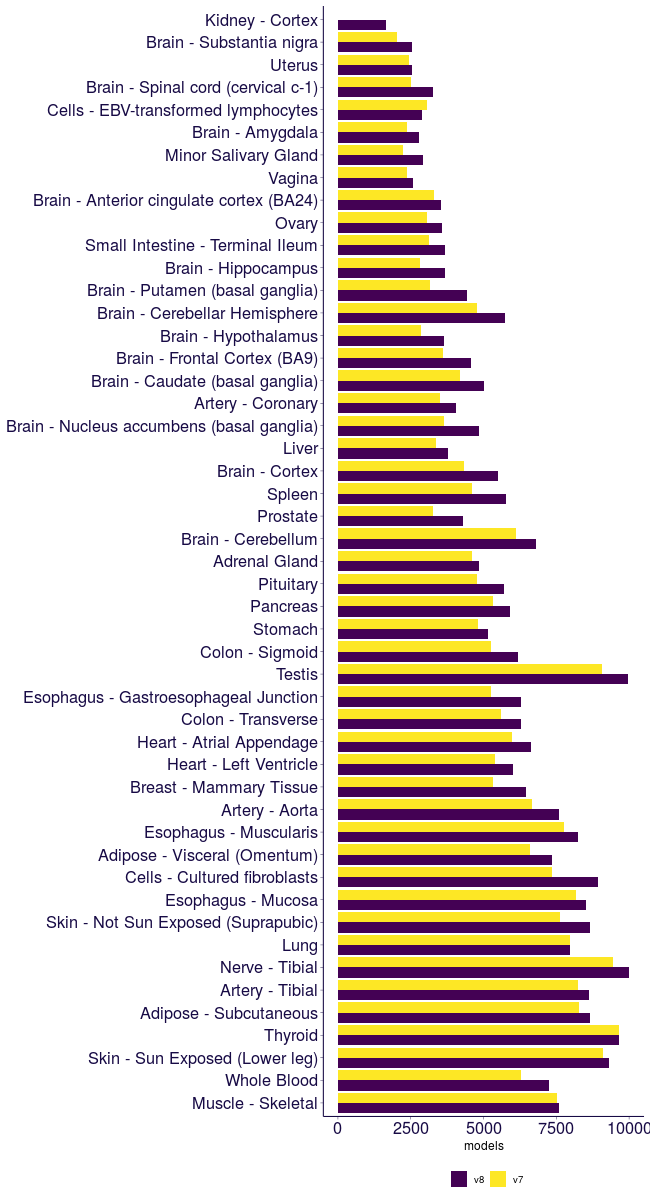 Kidney - Cortex
Brain - Substantia nigra
Uterus
Brain - Spinal cord (cervical c-1)
Cells - EBV-transformed lymphocytes
Brain - Amygdala
Minor Salivary Gland
Vagina
Brain - Anterior cingulate cortex (BA24)
Ovary
Small Intestine - Terminal Ileum
Brain - Hippocampus
Brain - Putamen (basal ganglia)
Brain - Cerebellar Hemisphere
Brain - Hypothalamus
Brain - Frontal Cortex (BA9)
Brain - Caudate (basal ganglia)
Artery - Coronary
Brain - Nucleus accumbens (basal ganglia)
Liver
Brain - Cortex
Spleen
Prostate
Brain - Cerebellum
Adrenal Gland
Pituitary
Pancreas
Stomach
Colon - Sigmoid
Testis
Esophagus - Gastroesophageal Junction
Colon - Transverse
Heart - Atrial Appendage
Heart - Left Ventricle
Breast - Mammary Tissue
Artery - Aorta
Esophagus - Muscularis
Adipose - Visceral (Omentum)
Cells - Cultured fibroblasts
Esophagus - Mucosa
Skin - Not Sun Exposed (Suprapubic)
Lung
Nerve - Tibial
Artery - Tibial
Adipose - Subcutaneous
Thyroid
Skin - Sun Exposed (Lower leg)
Whole Blood
Muscle - Skeletal
0 2500 5000 7500 10000
models
v8 v7